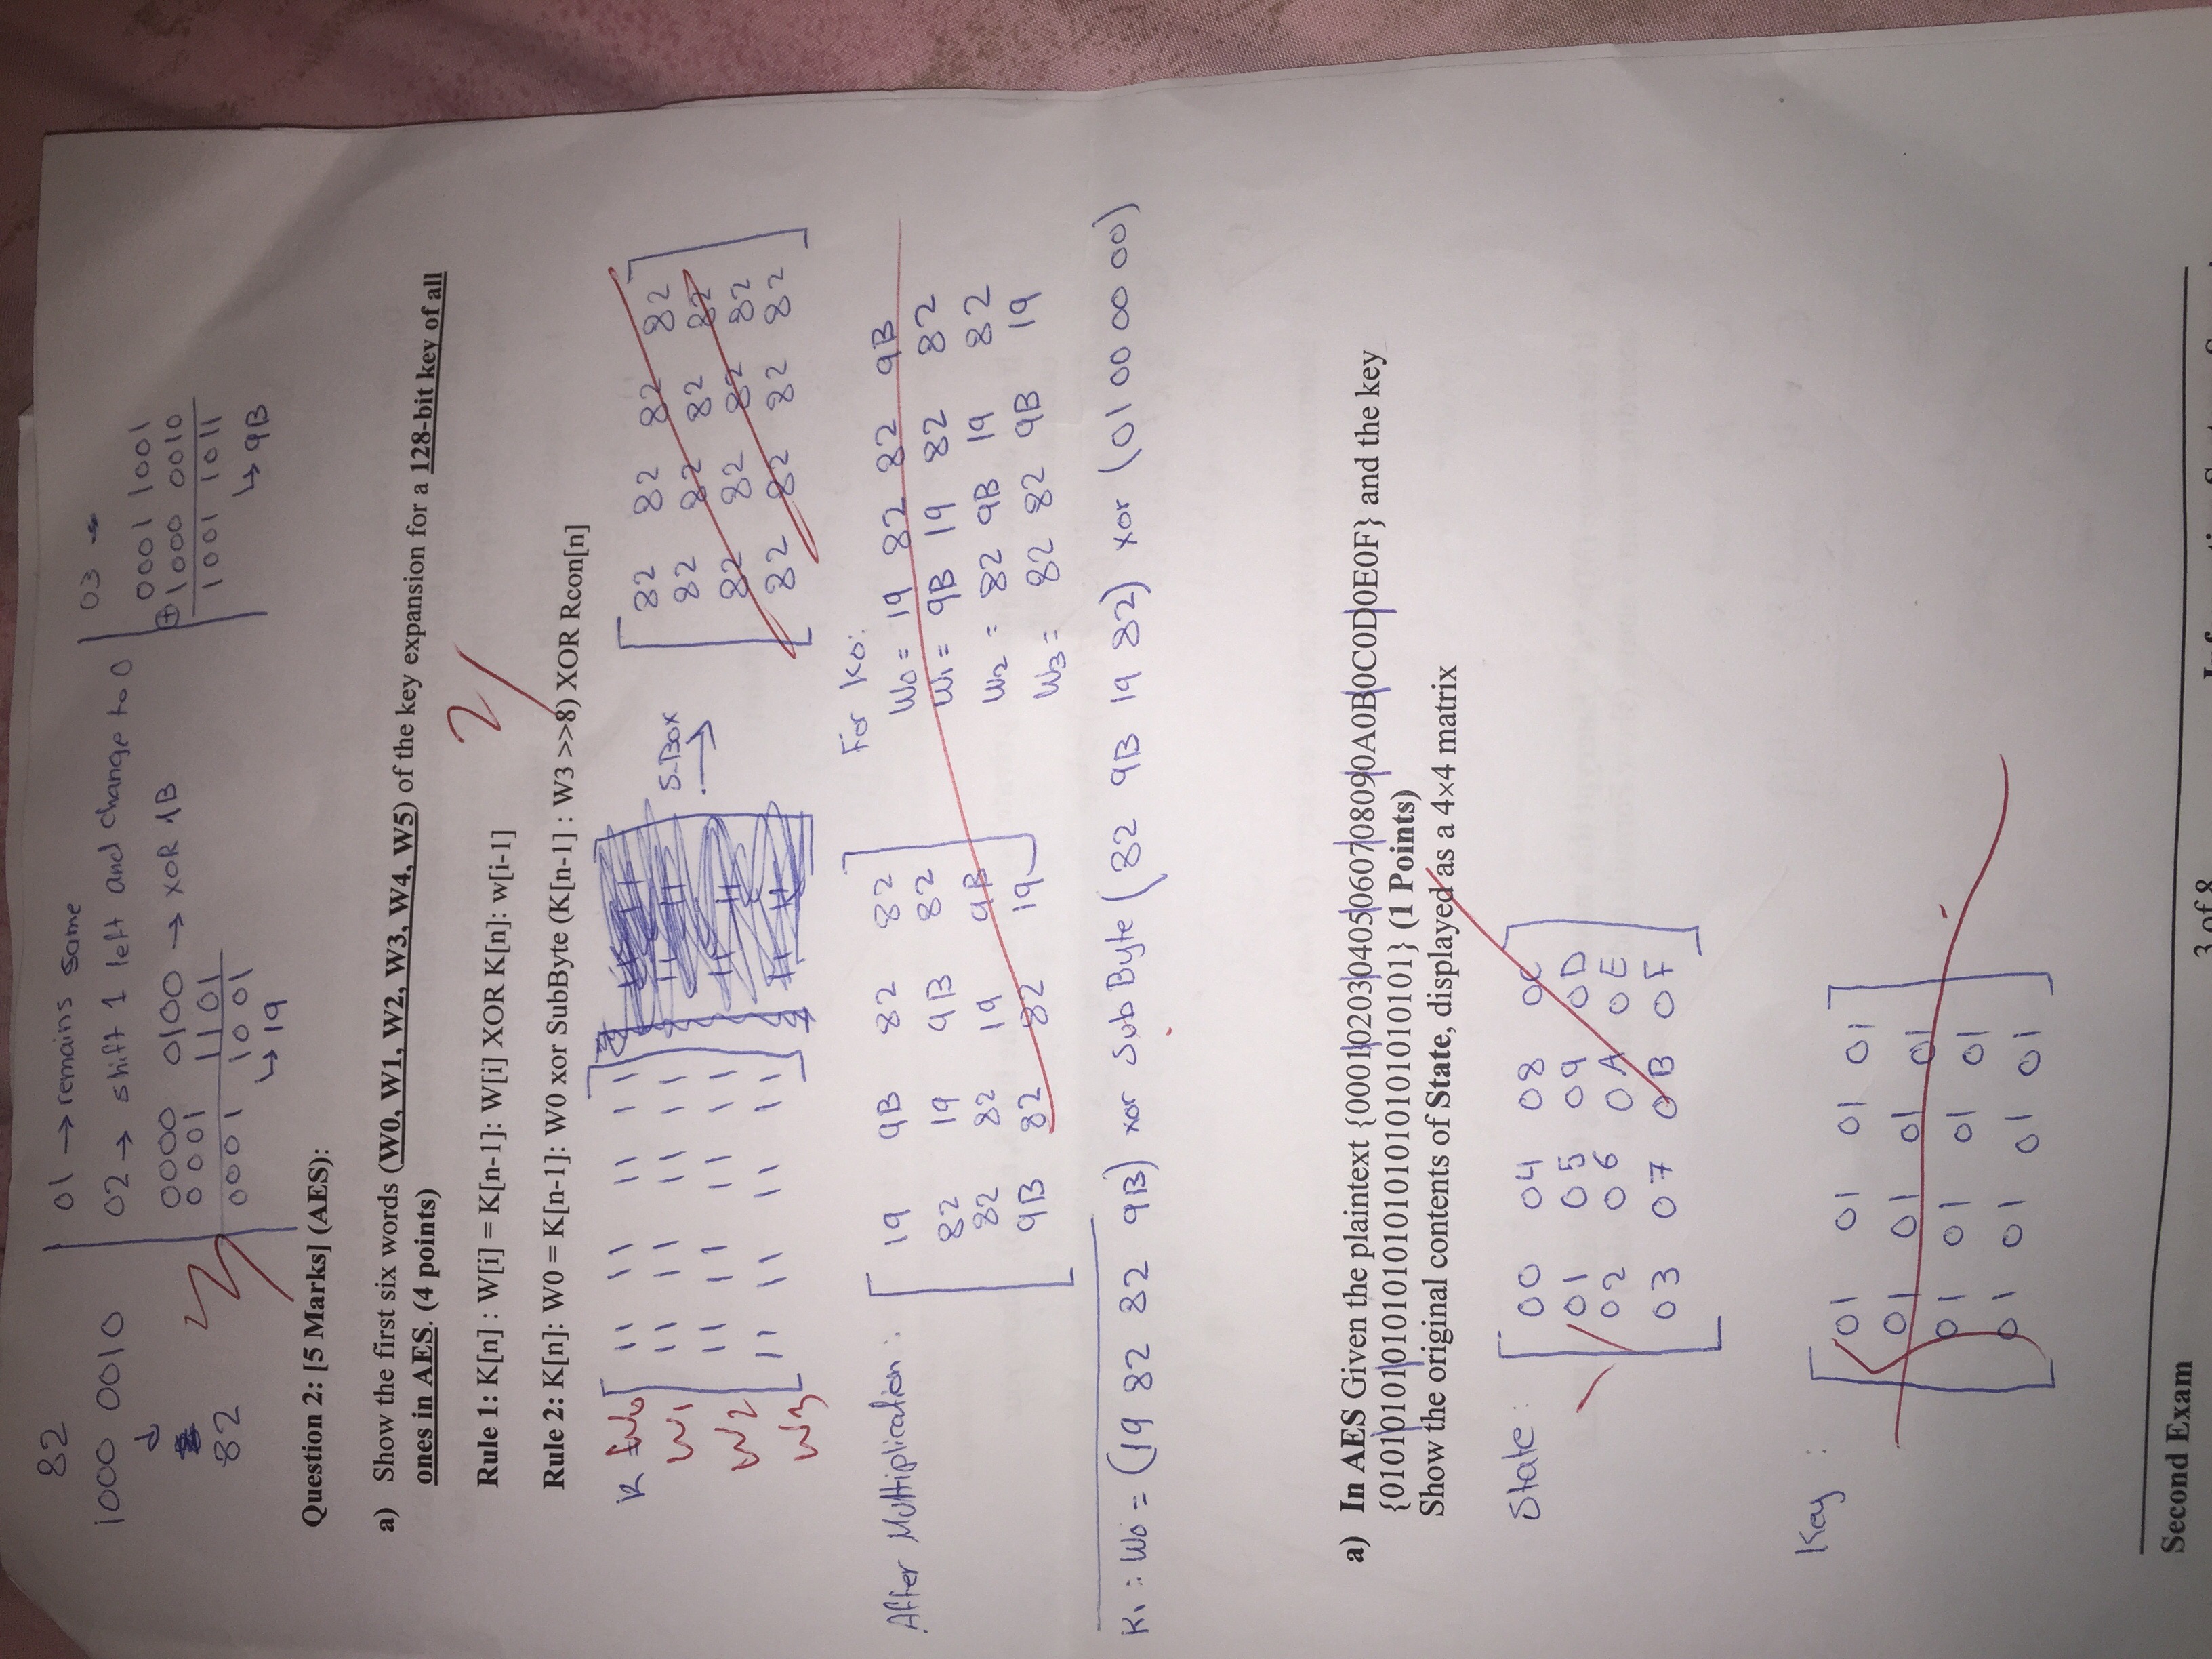 82
1000 0010
82
01 → remains same
02 → shift 1 left and change to 0
0000 0100 → XOR 1B
0001 1101
0001 1001
↳ 19
03
0001 1001
⊕ 1000 0010
1001 1011
↳ 9B
3/
Question 2: [5 Marks] (AES):
a) Show the first six words (W0, W1, W2, W3, W4, W5) of the key expansion for a 128-bit key of all
ones in AES. (4 points)
2/
Rule 1: K[n] : W[i] = K[n-1]: W[i] XOR K[n]: w[i-1]
Rule 2: K[n]: W0 = K[n-1]: W0 xor SubByte (K[n-1] : W3 >>8) XOR Rcon[n]
K W0 11 11 11 11
W1 11 11 11 11
W2 11 11 11 11
W3 11 11 11 11
S-Box
→
82 82 82 82
82 82 82 82
82 82 82 82
82 82 82 82
After Multiplication :
19 9B 82 82
82 19 9B 82
82 82 19 9B
9B 82 82 19
For K0:
W0 = 19 82 82 9B
W1 = 9B 19 82 82
W2 = 82 9B 19 82
W3 = 82 82 9B 19
K1 : W0 = (19 82 82 9B) xor SubByte (82 9B 19 82) xor (01 00 00 00)
a) In AES Given the plaintext {000102030405060708090A0B0C0D0E0F} and the key
{01010101010101010101010101010101} (1 Points)
Show the original contents of State, displayed as a 4×4 matrix
State :
00 04 08 0C
01 05 09 0D
02 06 0A 0E
03 07 0B 0F
Key :
01 01 01 01
01 01 01 01
01 01 01 01
01 01 01 01
Second Exam
3 of 8